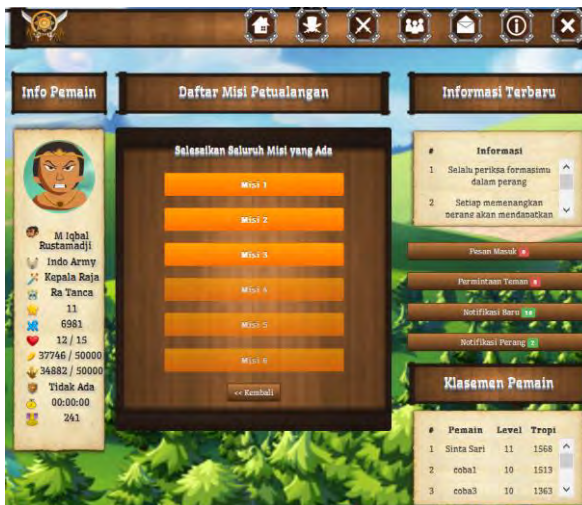 Info Pemain
Daftar Misi Petualangan
Informasi Terbaru
M Iqbal
Rustamadji
Indo Army
Kepala Raja
Ra Tanca
11
6981
12 / 15
37746 / 50000
34882 / 50000
Tidak Ada
00:00:00
241
Selesaikan Seluruh Misi yang Ada
Misi 1
Misi 2
Misi 3
Misi 4
Misi 5
Misi 6
<< Kembali
# Informasi
1 Selalu periksa formasimu
dalam perang
2 Setiap memenangkan
perang akan mendapatkan
Pesan Masuk
Permintaan Teman
Notifikasi Baru
Notifikasi Perang
Klasemen Pemain
# Pemain Level Tropi
1 Sinta Sari 11 1568
2 coba1 10 1513
3 coba3 10 1363